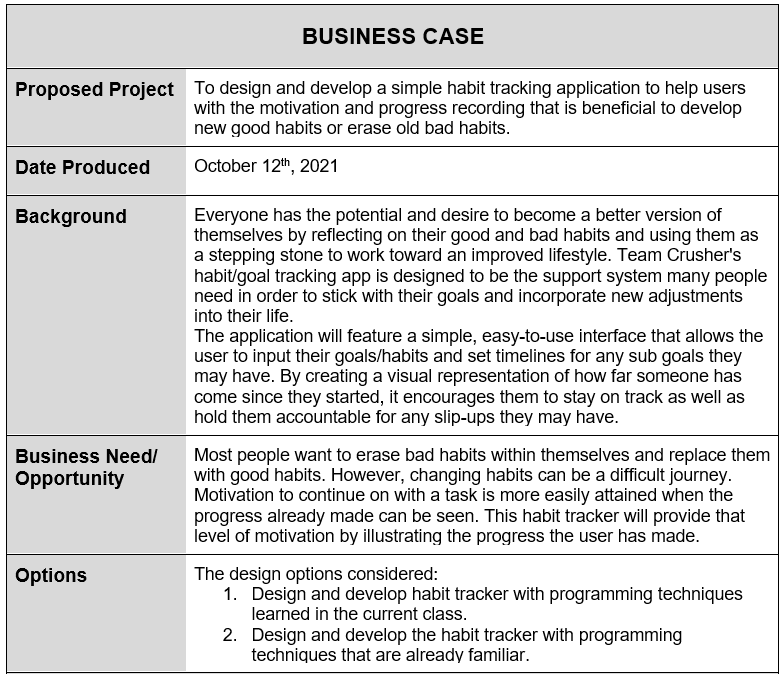 BUSINESS CASE
Proposed Project
To design and develop a simple habit tracking application to help users
with the motivation and progress recording that is beneficial to develop
new good habits or erase old bad habits.
Date Produced
October 12th, 2021
Background
Everyone has the potential and desire to become a better version of
themselves by reflecting on their good and bad habits and using them as
a stepping stone to work toward an improved lifestyle. Team Crusher's
habit/goal tracking app is designed to be the support system many people
need in order to stick with their goals and incorporate new adjustments
into their life.
The application will feature a simple, easy-to-use interface that allows the
user to input their goals/habits and set timelines for any sub goals they
may have. By creating a visual representation of how far someone has
come since they started, it encourages them to stay on track as well as
hold them accountable for any slip-ups they may have.
Business Need/
Opportunity
Most people want to erase bad habits within themselves and replace them
with good habits. However, changing habits can be a difficult journey.
Motivation to continue on with a task is more easily attained when the
progress already made can be seen. This habit tracker will provide that
level of motivation by illustrating the progress the user has made.
Options
The design options considered:
1. Design and develop habit tracker with programming techniques
learned in the current class.
2. Design and develop the habit tracker with programming
techniques that are already familiar.